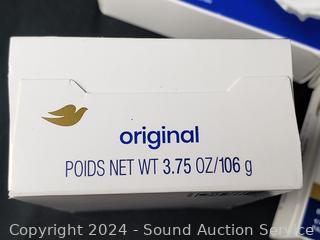 original
POIDS NET WT 3.75 OZ/106 g
Copyright 2024 - Sound Auction Service